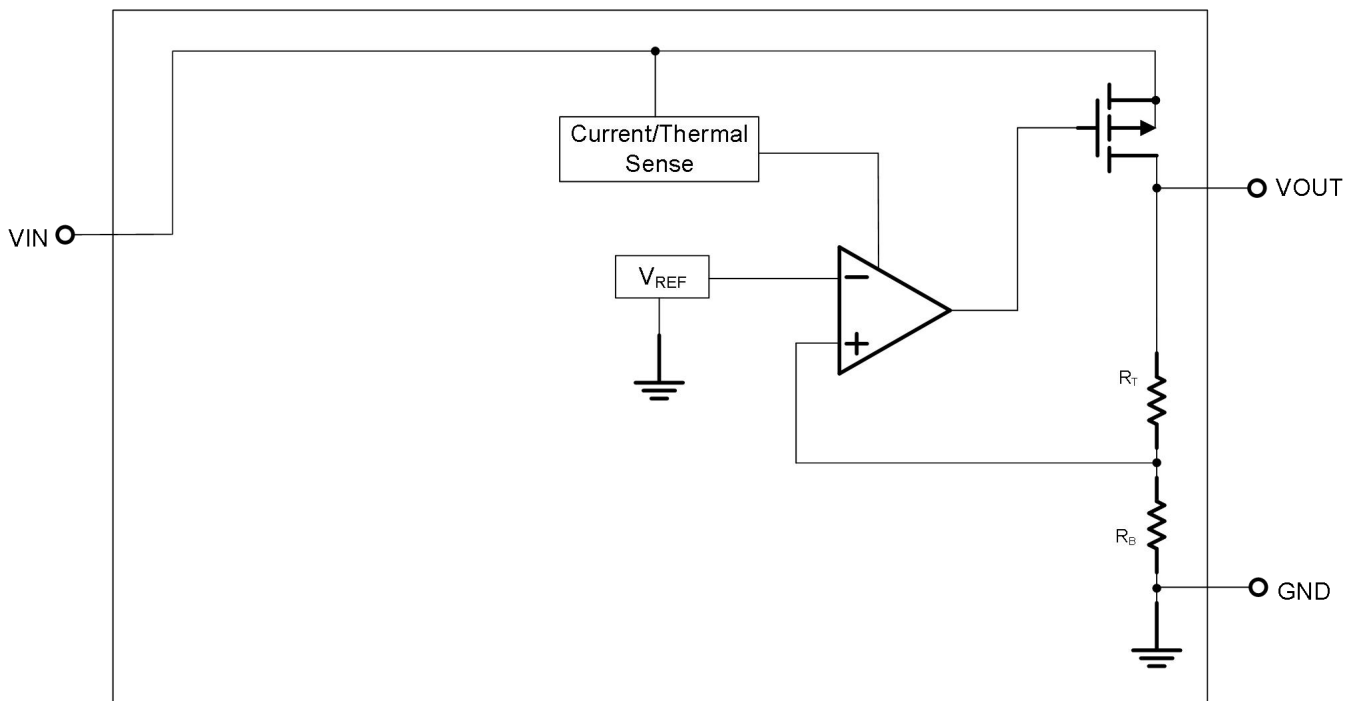 Current/Thermal
Sense
VOUT
VIN
VREF
−
+
RT
RB
GND